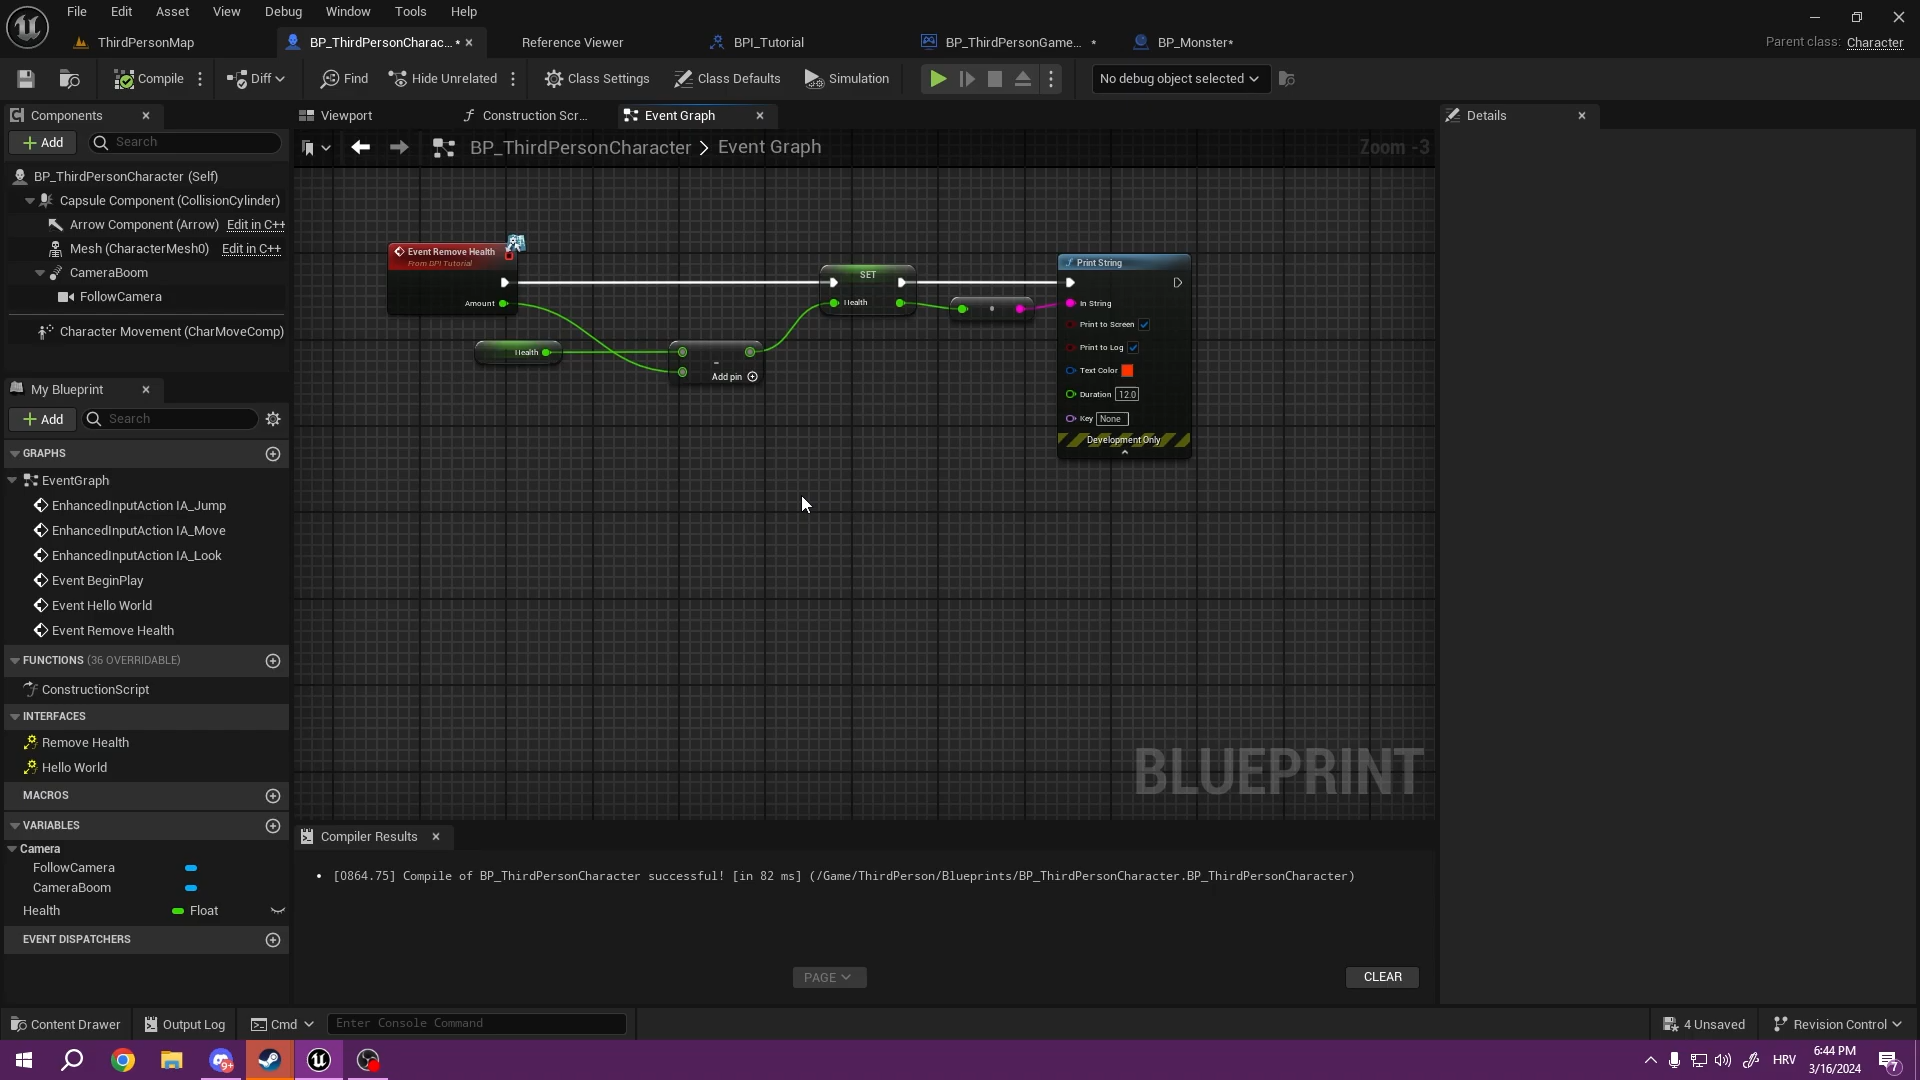 File Edit Asset View Debug Window Tools Help
ThirdPersonMap
BP_ThirdPersonCharac... *
Reference Viewer
BPI_Tutorial
BP_ThirdPersonGame... *
BP_Monster*
Parent class: Character
Compile
Diff
Find
Hide Unrelated
Class Settings
Class Defaults
Simulation
No debug object selected
Components
Viewport
Construction Scr...
Event Graph
Details
Add
Search
BP_ThirdPersonCharacter > Event Graph
Zoom -3
BP_ThirdPersonCharacter (Self)
Capsule Component (CollisionCylinder)
Arrow Component (Arrow) Edit in C++
Mesh (CharacterMesh0) Edit in C++
CameraBoom
FollowCamera
Character Movement (CharMoveComp)
My Blueprint
Add
Search
GRAPHS
EventGraph
EnhancedInputAction IA_Jump
EnhancedInputAction IA_Move
EnhancedInputAction IA_Look
Event BeginPlay
Event Hello World
Event Remove Health
FUNCTIONS (36 OVERRIDABLE)
ConstructionScript
INTERFACES
Remove Health
Hello World
MACROS
VARIABLES
Camera
FollowCamera
CameraBoom
Health Float
EVENT DISPATCHERS
Event Remove Health
From BPI Tutorial
Amount
Health
-
Add pin
SET
Health
Print String
In String
Print to Screen
Print to Log
Text Color
Duration 12.0
Key None
Development Only
BLUEPRINT
Compiler Results
[0864.75] Compile of BP_ThirdPersonCharacter successful! [in 82 ms] (/Game/ThirdPerson/Blueprints/BP_ThirdPersonCharacter.BP_ThirdPersonCharacter)
PAGE
CLEAR
Content Drawer
Output Log
Cmd
Enter Console Command
4 Unsaved
Revision Control
9+
HRV
6:44 PM
3/16/2024
7